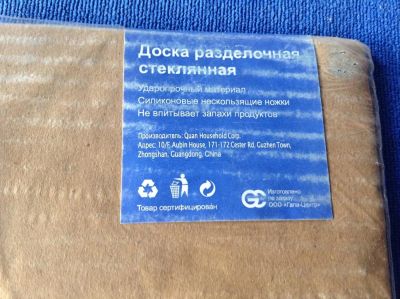 Доска разделочная
стеклянная
Ударопрочный материал
Силиконовые нескользящие ножки
Не впитывает запахи продуктов
Производитель: Quan Household Corp.
Адрес: 10/F, Aubin House, 171-172 Cester Rd, Guzhen Town,
Zhongshan, Guangdong, China
Товар сертифицирован
GC
Изготовлено
по заказу
ООО «Гала-Центр»